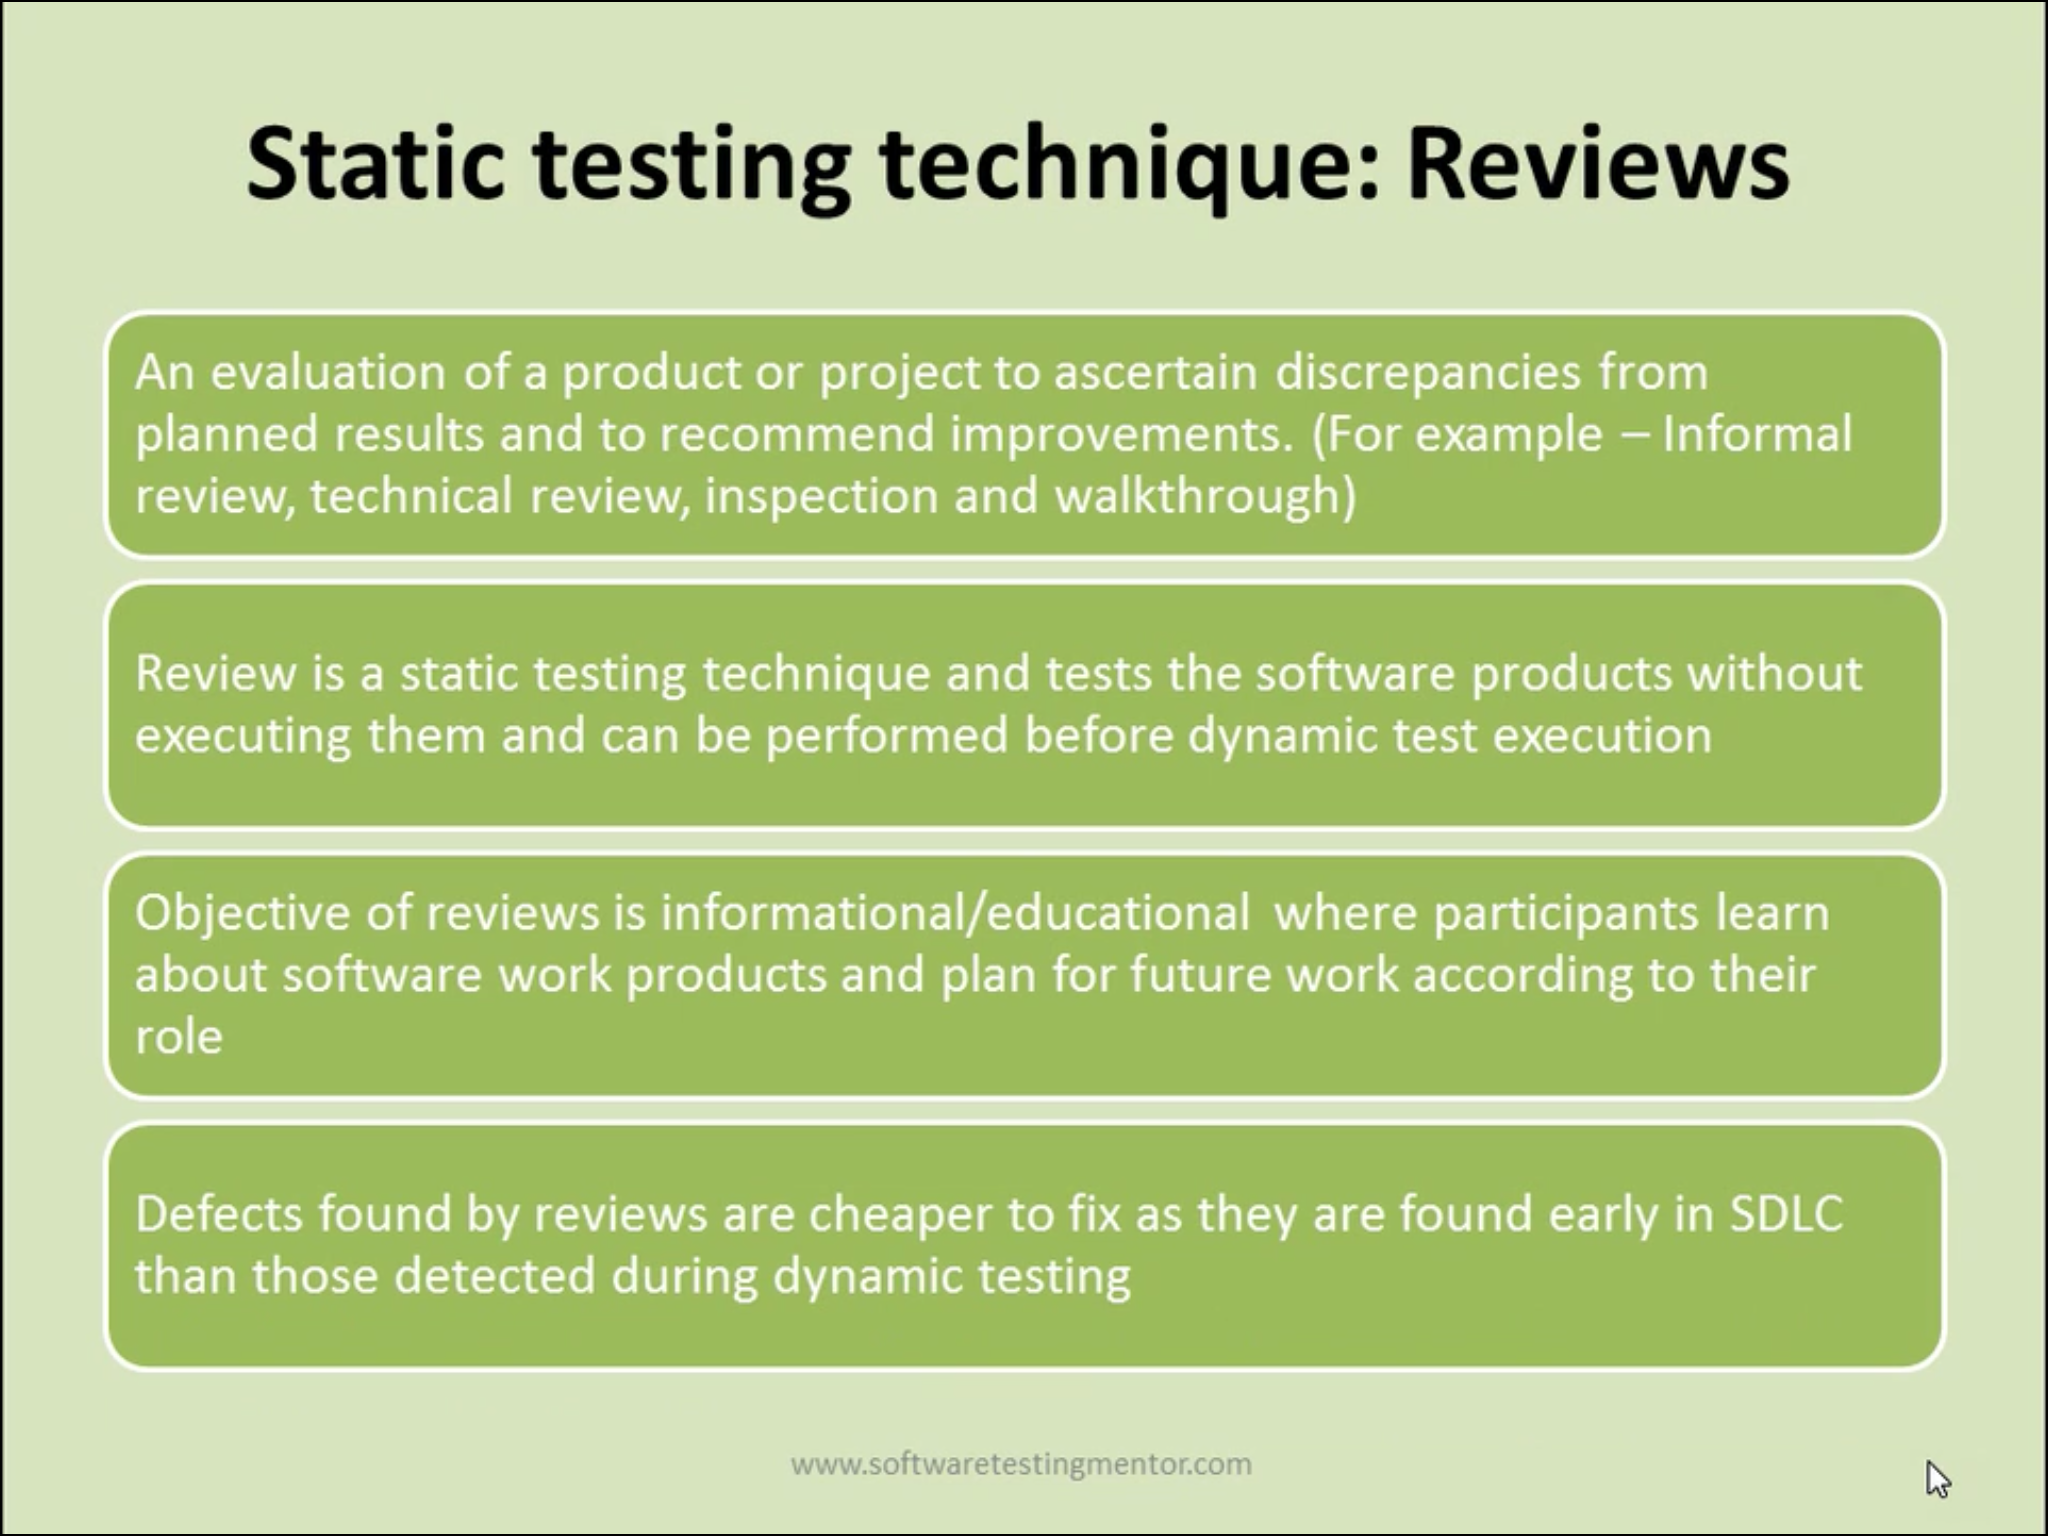 Static testing technique: Reviews
An evaluation of a product or project to ascertain discrepancies from
planned results and to recommend improvements. (For example – Informal
review, technical review, inspection and walkthrough)
Review is a static testing technique and tests the software products without
executing them and can be performed before dynamic test execution
Objective of reviews is informational/educational where participants learn
about software work products and plan for future work according to their
role
Defects found by reviews are cheaper to fix as they are found early in SDLC
than those detected during dynamic testing
www.softwaretestingmentor.com